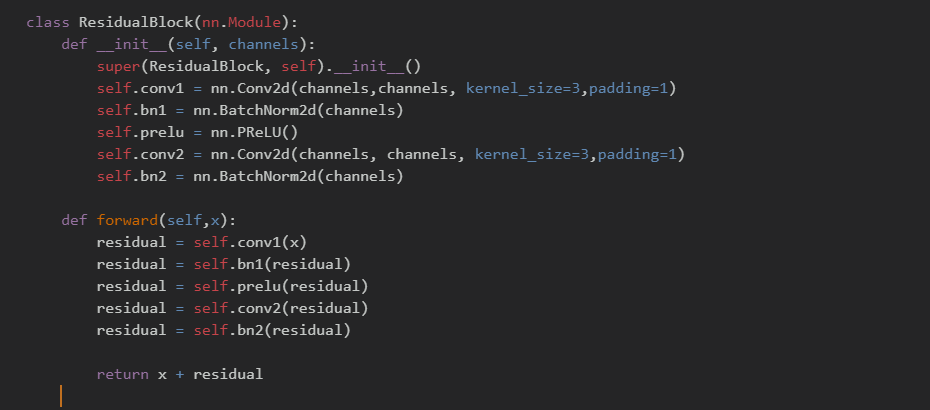 class ResidualBlock(nn.Module):
    def __init__(self, channels):
        super(ResidualBlock, self).__init__()
        self.conv1 = nn.Conv2d(channels,channels, kernel_size=3,padding=1)
        self.bn1 = nn.BatchNorm2d(channels)
        self.prelu = nn.PReLU()
        self.conv2 = nn.Conv2d(channels, channels, kernel_size=3,padding=1)
        self.bn2 = nn.BatchNorm2d(channels)

    def forward(self,x):
        residual = self.conv1(x)
        residual = self.bn1(residual)
        residual = self.prelu(residual)
        residual = self.conv2(residual)
        residual = self.bn2(residual)

        return x + residual